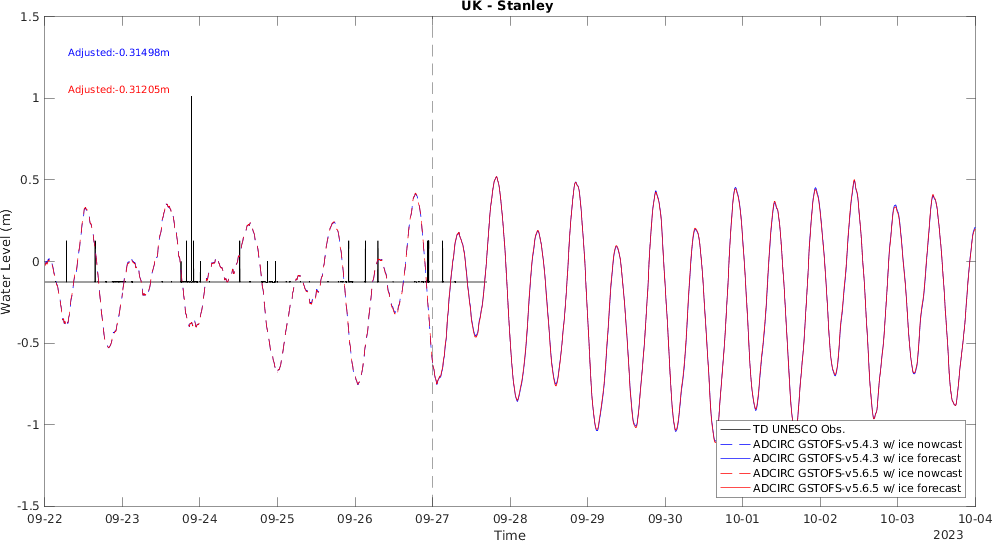 UK - Stanley
Adjusted:-0.31498m
Adjusted:-0.31205m
1.5
1
0.5
0
-0.5
-1
-1.5
Water Level (m)
TD UNESCO Obs.
ADCIRC GSTOFS-v5.4.3 w/ ice nowcast
ADCIRC GSTOFS-v5.4.3 w/ ice forecast
ADCIRC GSTOFS-v5.6.5 w/ ice nowcast
ADCIRC GSTOFS-v5.6.5 w/ ice forecast
09-22 09-23 09-24 09-25 09-26 09-27 09-28 09-29 09-30 10-01 10-02 10-03 10-04
Time
2023